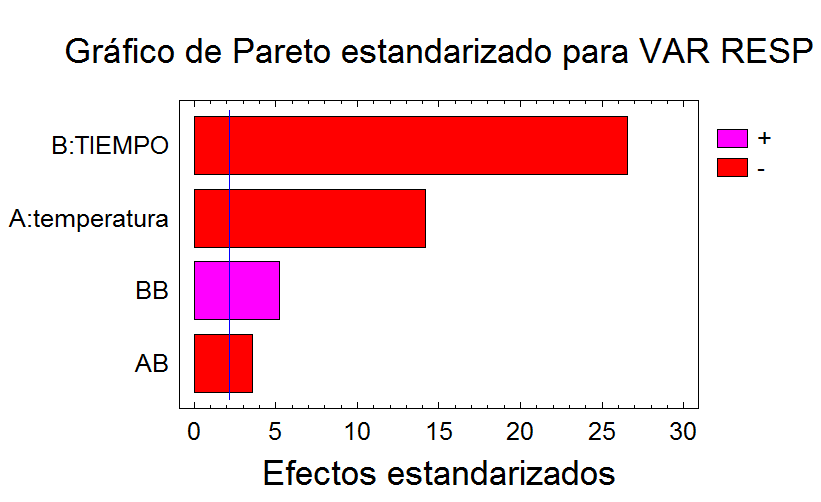 Gráfico de Pareto estandarizado para VAR RESP
B:TIEMPO
A:temperatura
BB
AB
+
-
0 5 10 15 20 25 30
Efectos estandarizados